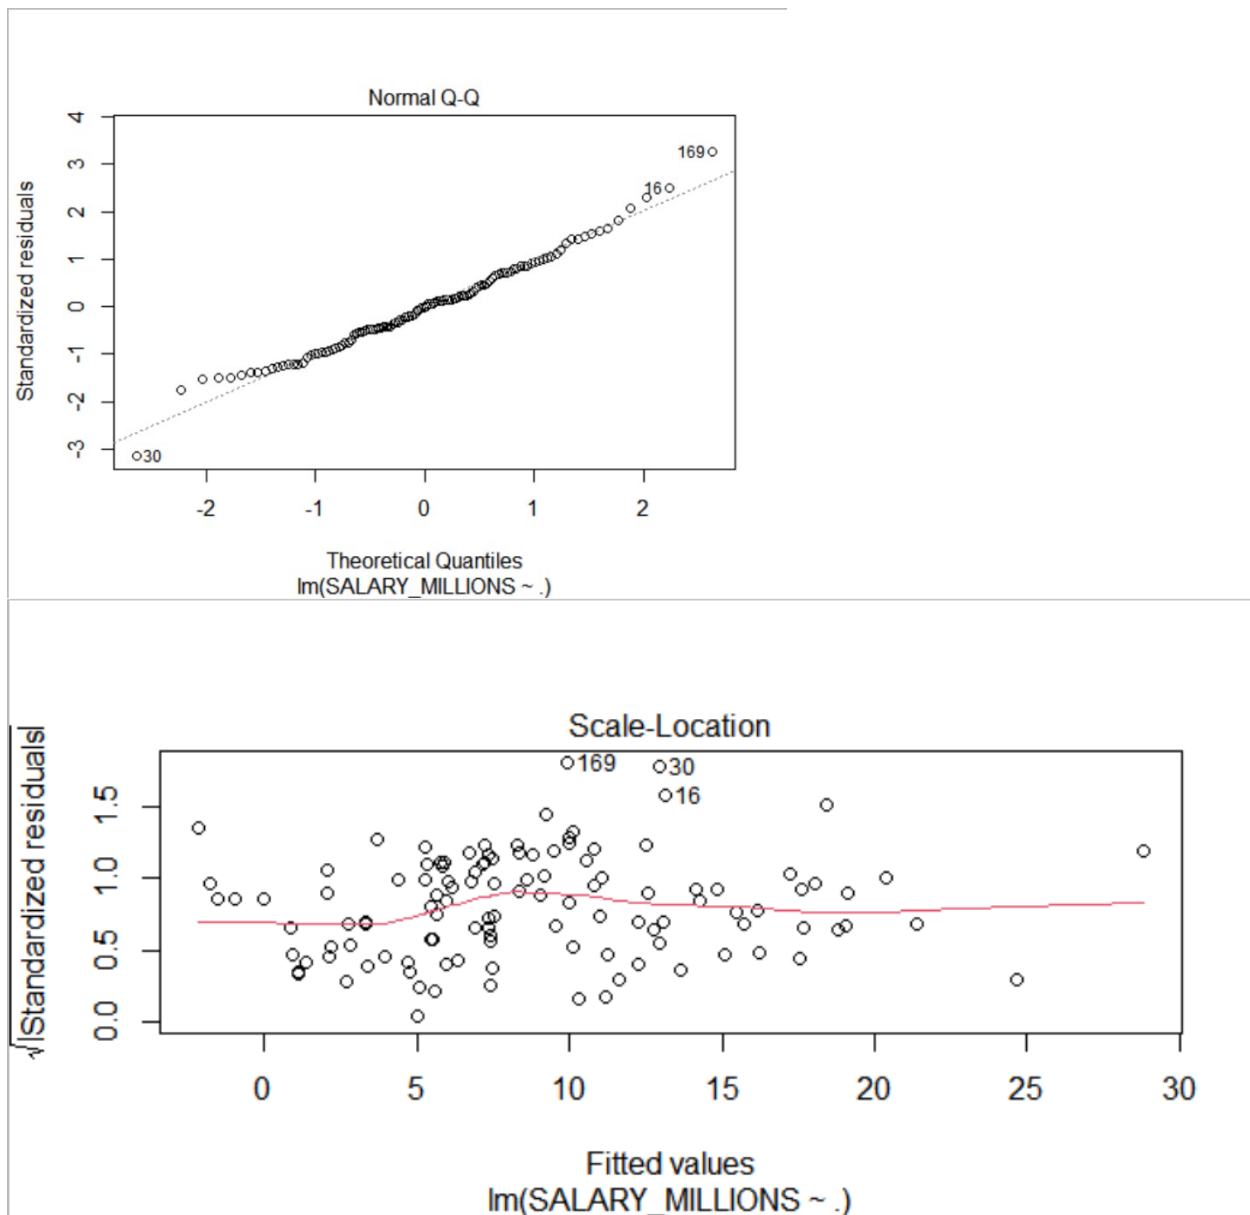 Normal Q-Q
Standardized residuals
4
3
2
1
0
-1
-2
-3
169
16
30
-2 -1 0 1 2
Theoretical Quantiles
lm(SALARY_MILLIONS ~ .)
Scale-Location
√|Standardized residuals|
1.5
1.0
0.5
0.0
169
30
16
0 5 10 15 20 25 30
Fitted values
lm(SALARY_MILLIONS ~ .)